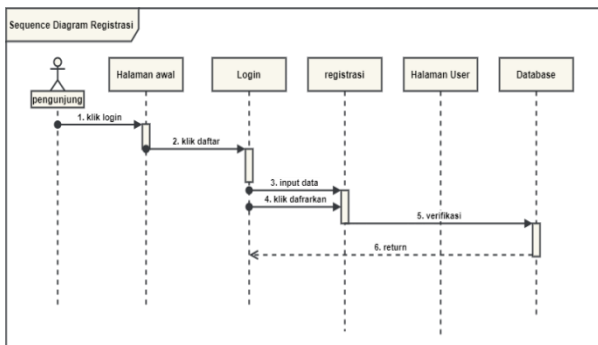 Sequence Diagram Registrasi
pengunjung
Halaman awal
Login
registrasi
Halaman User
Database
1. klik login
2. klik daftar
3. input data
4. klik dafrarkan
5. verifikasi
6. return